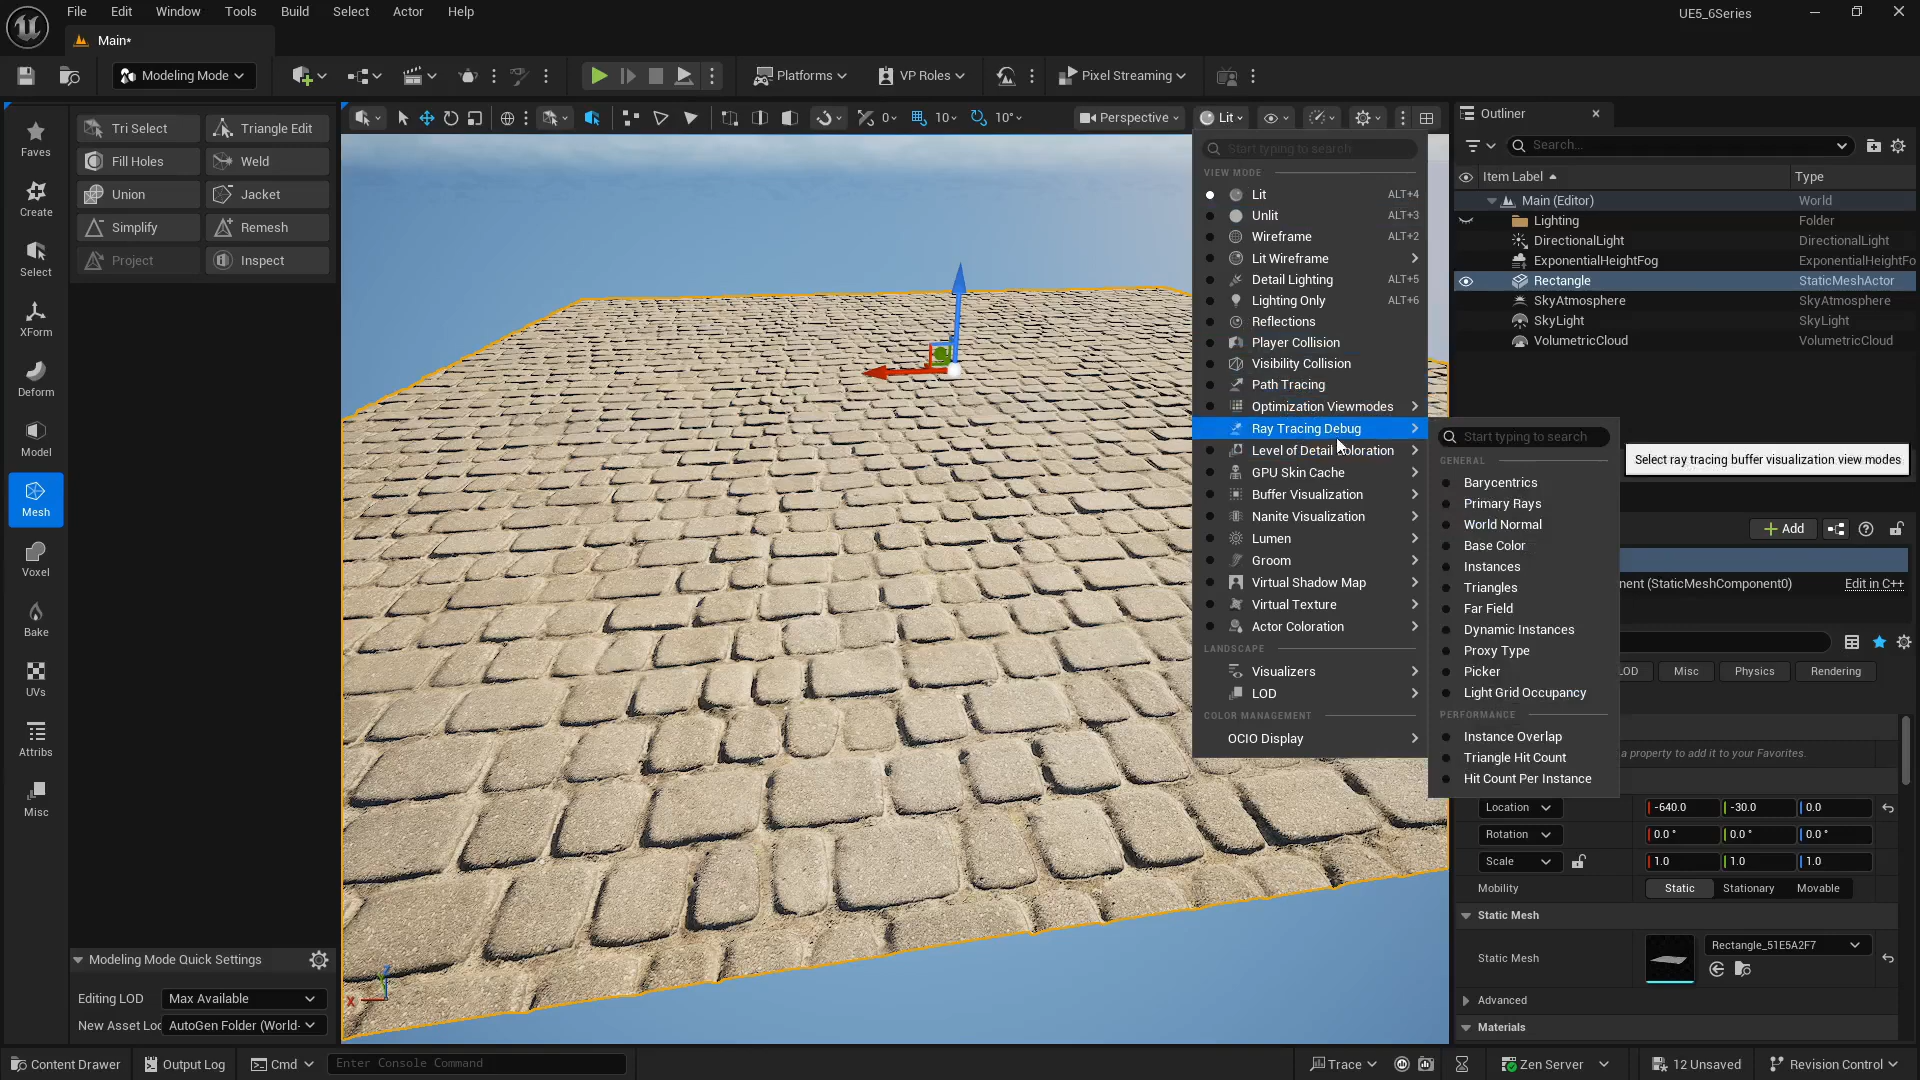 File Edit Window Tools Build Select Actor Help
UE5_6Series
Main*
Modeling Mode
Platforms
VP Roles
Pixel Streaming
Faves
Create
Select
XForm
Deform
Model
Mesh
Voxel
Bake
UVs
Attribs
Misc
Tri Select Triangle Edit
Fill Holes Weld
Union Jacket
Simplify Remesh
Project Inspect
Modeling Mode Quick Settings
Editing LOD Max Available
New Asset Loc AutoGen Folder (World-
0 10 10°
Perspective Lit
Start typing to search
VIEW MODE
Lit ALT+4
Unlit ALT+3
Wireframe ALT+2
Lit Wireframe
Detail Lighting ALT+5
Lighting Only ALT+6
Reflections
Player Collision
Visibility Collision
Path Tracing
Optimization Viewmodes
Ray Tracing Debug
Level of Detail Coloration
GPU Skin Cache
Buffer Visualization
Nanite Visualization
Lumen
Groom
Virtual Shadow Map
Virtual Texture
Actor Coloration
LANDSCAPE
Visualizers
LOD
COLOR MANAGEMENT
OCIO Display
Start typing to search
GENERAL
Barycentrics
Primary Rays
World Normal
Base Color
Instances
Triangles
Far Field
Dynamic Instances
Proxy Type
Picker
Light Grid Occupancy
PERFORMANCE
Instance Overlap
Triangle Hit Count
Hit Count Per Instance
Select ray tracing buffer visualization view modes
X
Z
Outliner
Search...
Item Label Type
Main (Editor) World
Lighting Folder
DirectionalLight DirectionalLight
ExponentialHeightFog ExponentialHeightFo
Rectangle StaticMeshActor
SkyAtmosphere SkyAtmosphere
SkyLight SkyLight
VolumetricCloud VolumetricCloud
Add
nent (StaticMeshComponent0) Edit in C++
LOD Misc Physics Rendering
a property to add it to your Favorites.
Location -640.0 -30.0 0.0
Rotation 0.0 ° 0.0 ° 0.0 °
Scale 1.0 1.0 1.0
Mobility Static Stationary Movable
Static Mesh
Static Mesh Rectangle_51E5A2F7
Advanced
Materials
Content Drawer Output Log Cmd Enter Console Command Trace Zen Server 12 Unsaved Revision Control